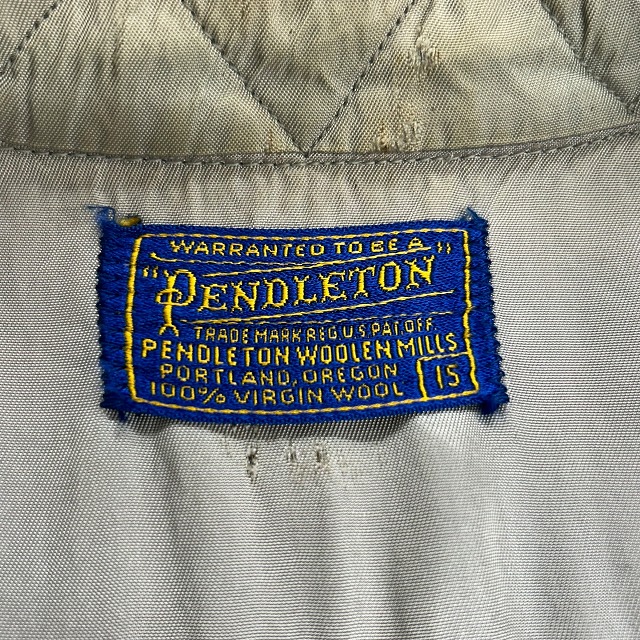 WARRANTED TO BE A
"PENDLETON"
TRADE MARK REG. U.S. PAT. OFF.
PENDLETON WOOLEN MILLS
PORTLAND, OREGON
100% VIRGIN WOOL
15